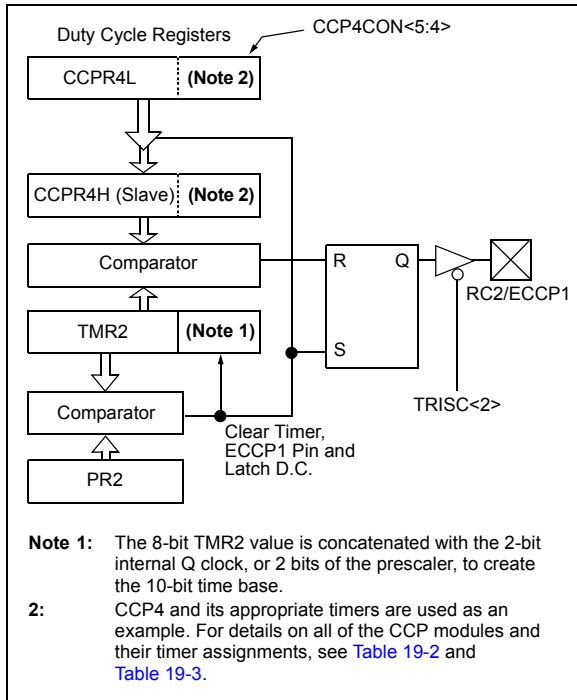 Duty Cycle Registers
CCP4CON<5:4>
CCPR4L
(Note 2)
CCPR4H (Slave)
(Note 2)
Comparator
R
Q
RC2/ECCP1
TMR2
(Note 1)
S
TRISC<2>
Comparator
Clear Timer,
ECCP1 Pin and
Latch D.C.
PR2
Note 1: The 8-bit TMR2 value is concatenated with the 2-bit
internal Q clock, or 2 bits of the prescaler, to create
the 10-bit time base.
2: CCP4 and its appropriate timers are used as an
example. For details on all of the CCP modules and
their timer assignments, see Table 19-2 and
Table 19-3.